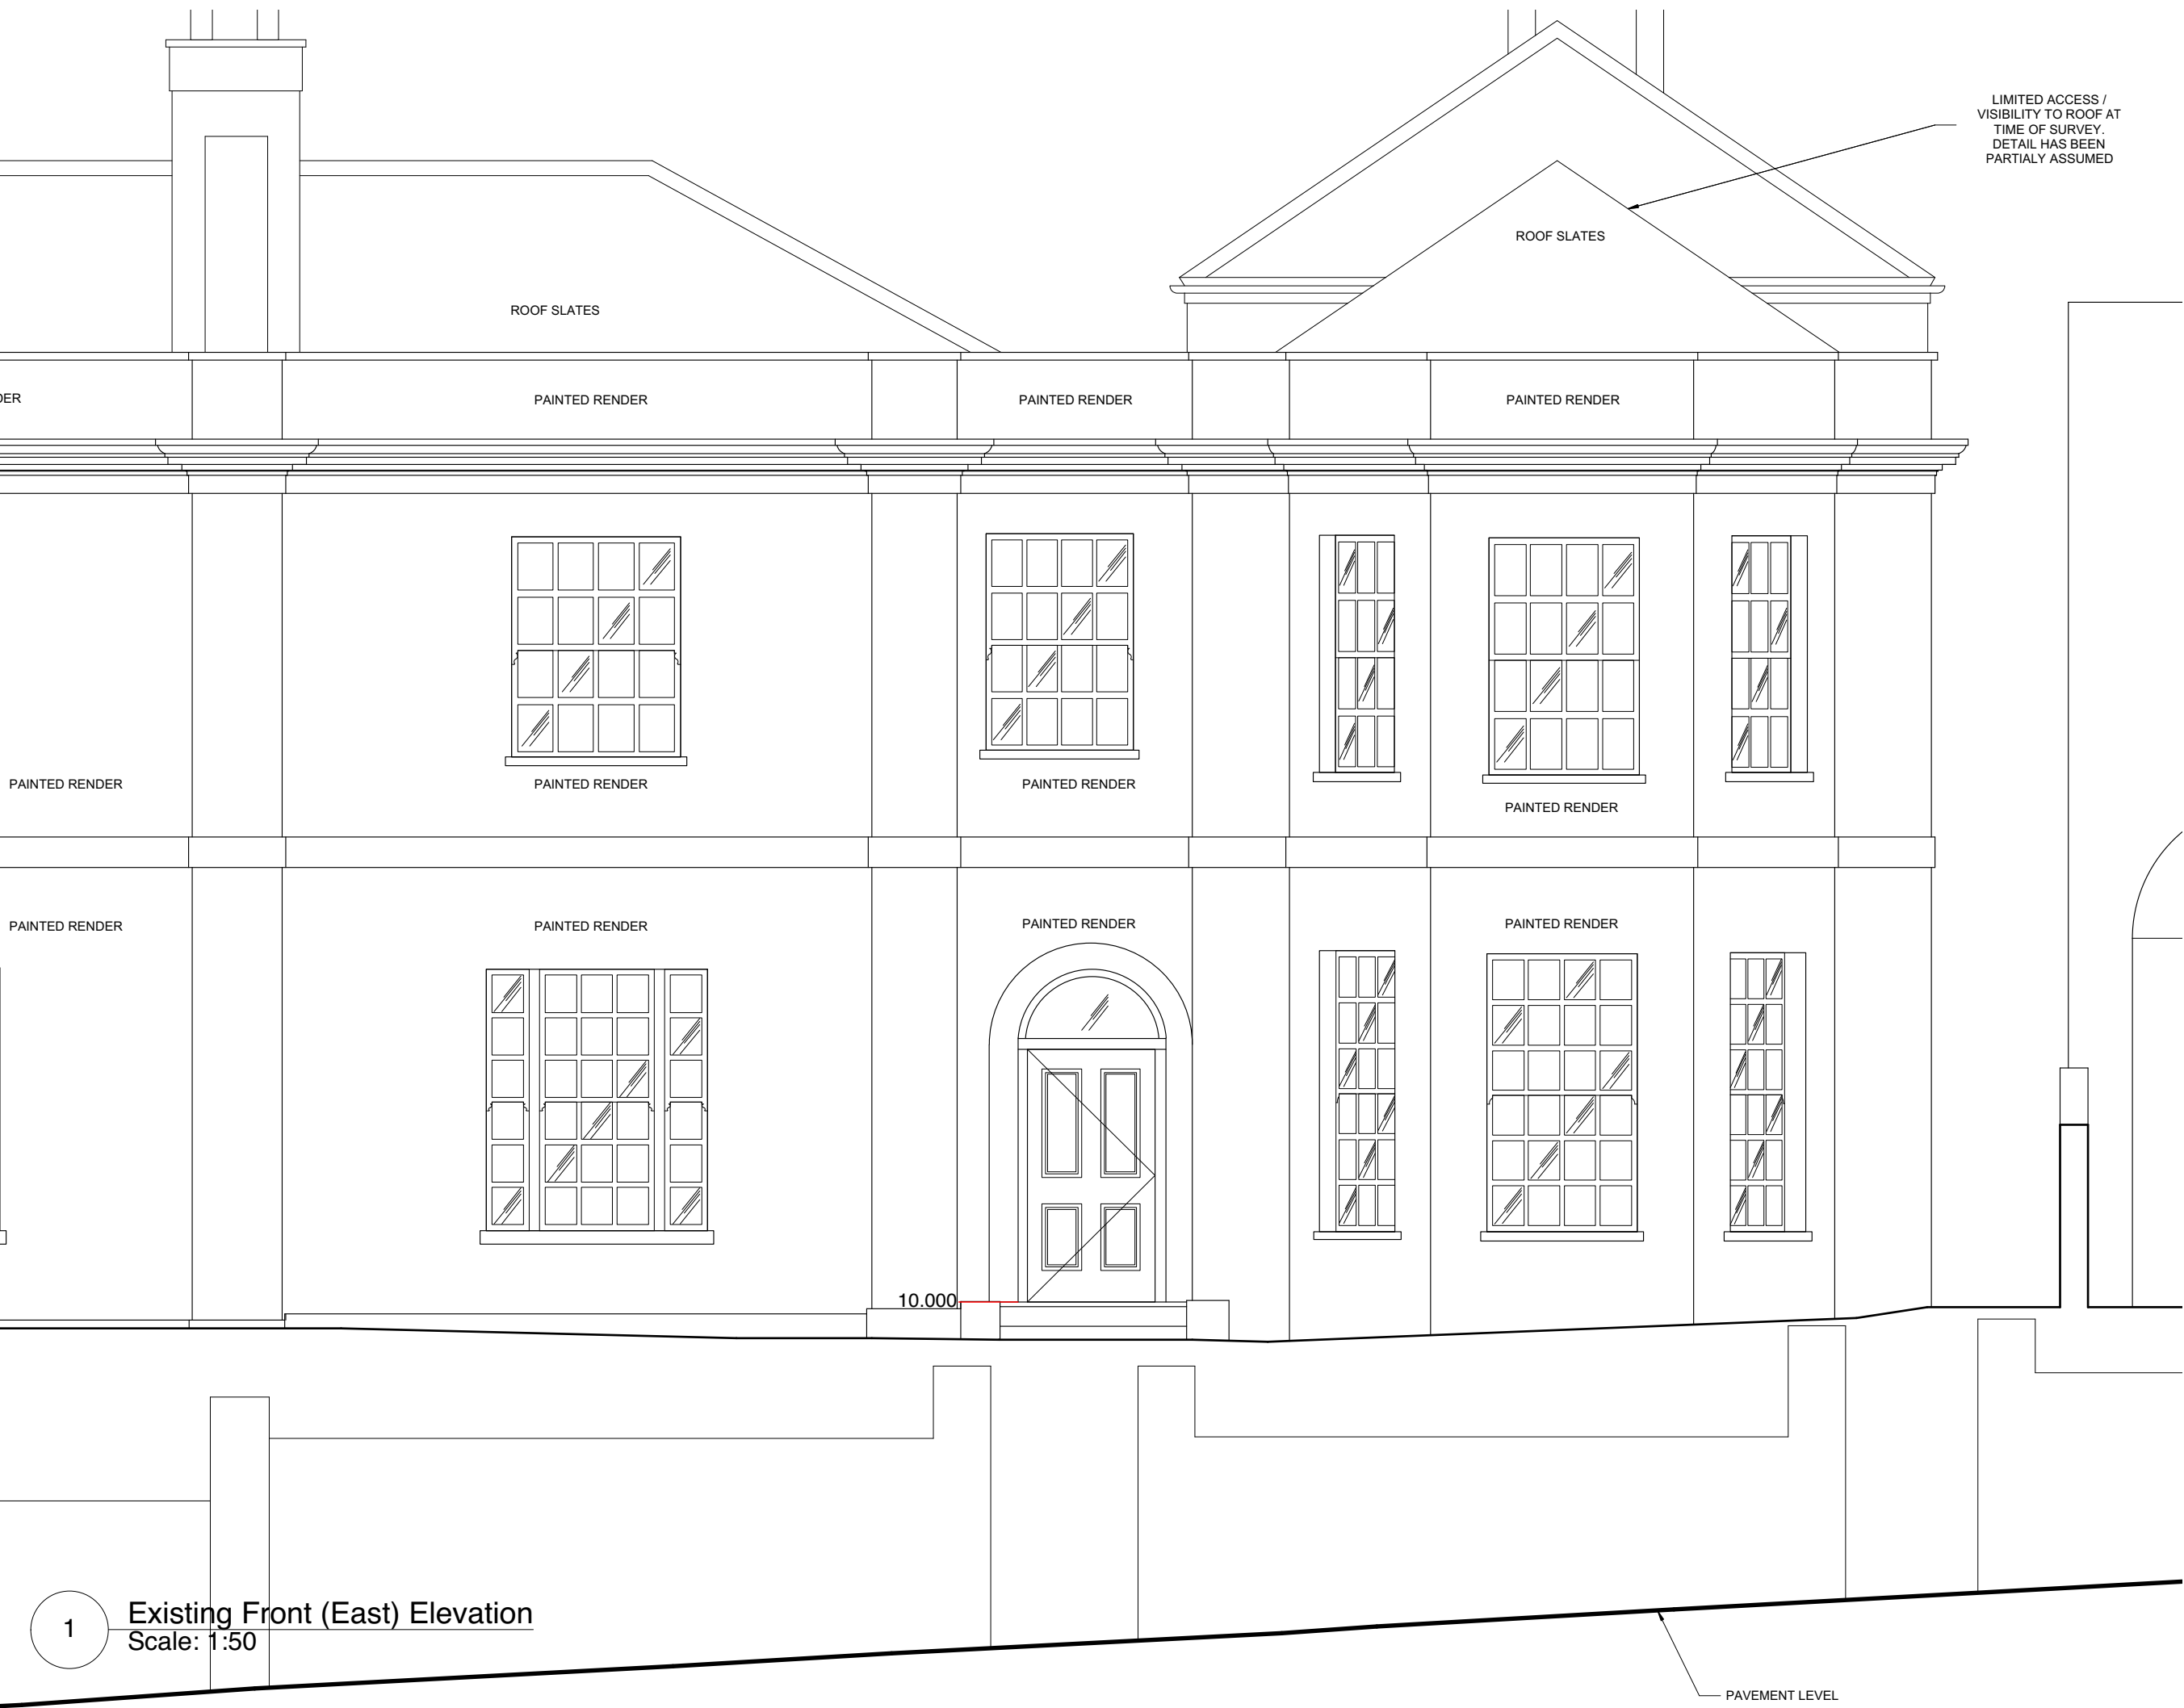 LIMITED ACCESS /
VISIBILITY TO ROOF AT
TIME OF SURVEY.
DETAIL HAS BEEN
PARTIALY ASSUMED
ROOF SLATES
ROOF SLATES
DER
PAINTED RENDER
PAINTED RENDER
PAINTED RENDER
PAINTED RENDER
PAINTED RENDER
PAINTED RENDER
PAINTED RENDER
PAINTED RENDER
PAINTED RENDER
PAINTED RENDER
PAINTED RENDER
10.000
1
Existing Front (East) Elevation
Scale: 1:50
PAVEMENT LEVEL